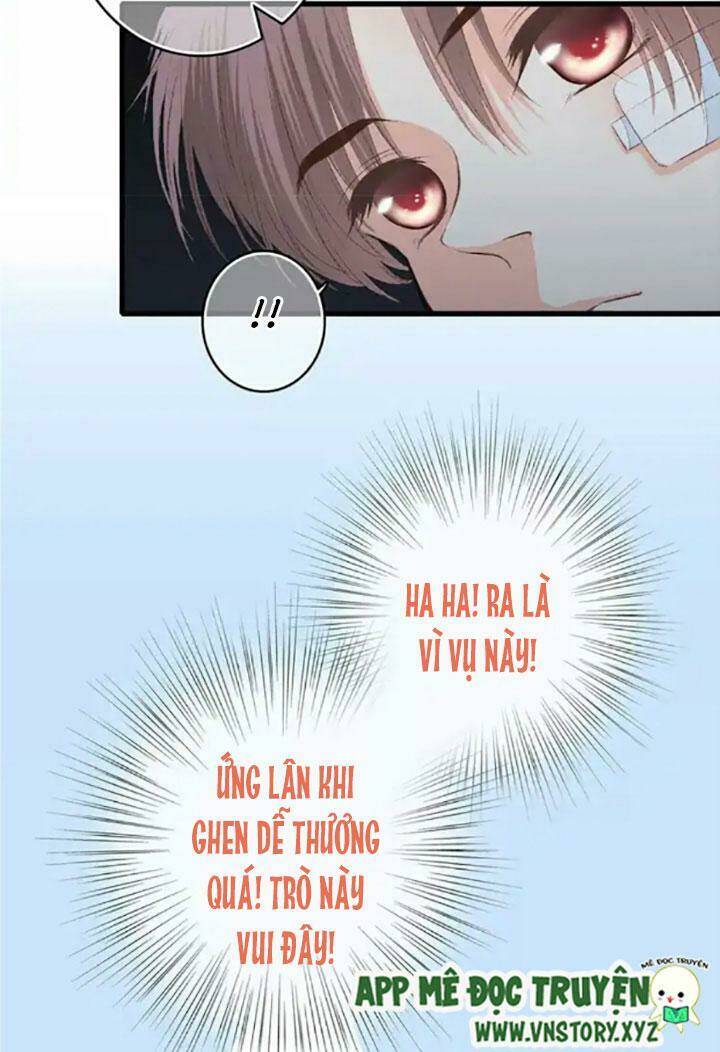 !!
HA HA! RA LÀ
VÌ VỤ NÀY!
ỨNG LÂN KHI
GHEN DỄ THƯƠNG
QUÁ! TRÒ NÀY
VUI ĐÂY!
MÊ ĐỌC TRUYỆN
APP MÊ ĐỌC TRUYỆN
WWW.VNSTORY.XYZ